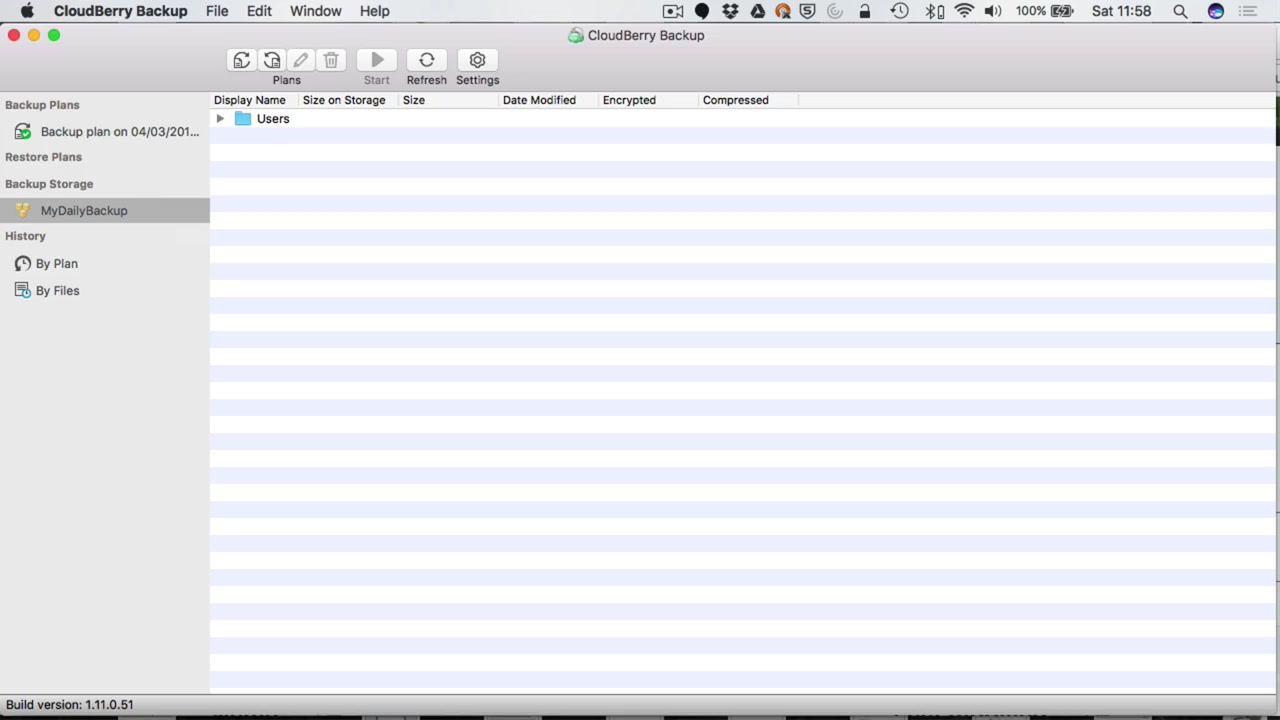 CloudBerry Backup File Edit Window Help 100% Sat 11:58
CloudBerry Backup
Plans Start Refresh Settings
Display Name Size on Storage Size Date Modified Encrypted Compressed
Users
Backup Plans
Backup plan on 04/03/201...
Restore Plans
Backup Storage
MyDailyBackup
History
By Plan
By Files
Build version: 1.11.0.51